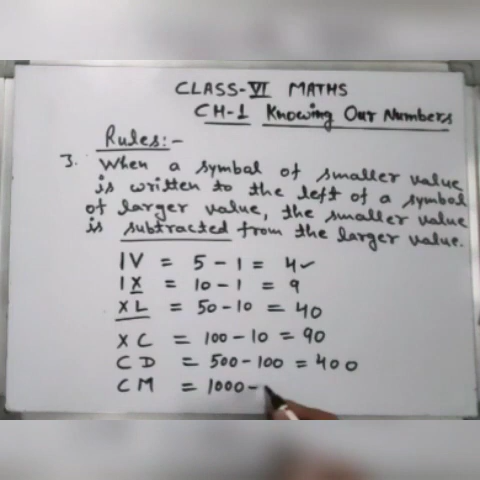 CLASS-VI MATHS
CH-1 Knowing Our Numbers
Rules:-
3. When a symbol of smaller value
is written to the left of a symbol
of larger value, the smaller value
is subtracted from the larger value.
IV = 5 - 1 = 4 ✓
IX = 10 - 1 = 9
XL = 50 - 10 = 40
XC = 100 - 10 = 90
CD = 500 - 100 = 400
CM = 1000 -